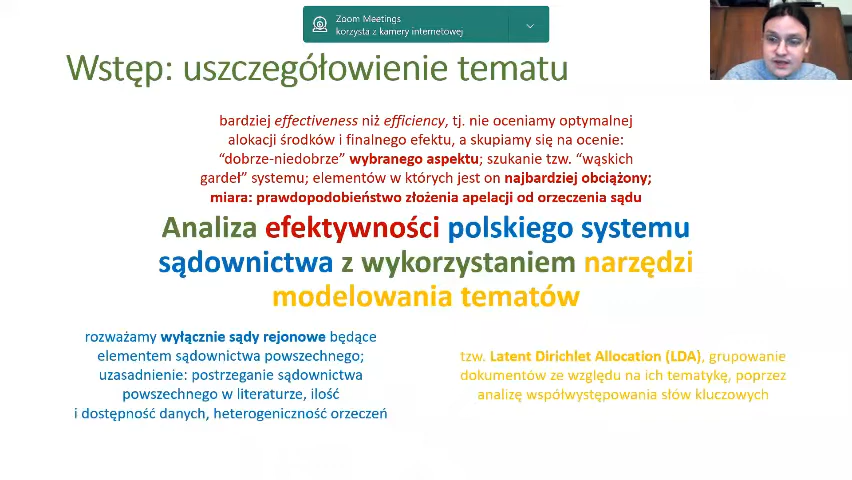 Zoom Meetings
korzysta z kamery internetowej
Wstęp: uszczegółowienie tematu
bardziej effectiveness niż efficiency, tj. nie oceniamy optymalnej
alokacji środków i finalnego efektu, a skupiamy się na ocenie:
“dobrze-niedobrze” wybranego aspektu; szukanie tzw. “wąskich
gardeł” systemu; elementów w których jest on najbardziej obciążony;
miara: prawdopodobieństwo złożenia apelacji od orzeczenia sądu
Analiza efektywności polskiego systemu
sądownictwa z wykorzystaniem narzędzi
modelowania tematów
rozważamy wyłącznie sądy rejonowe będące
elementem sądownictwa powszechnego;
uzasadnienie: postrzeganie sądownictwa
powszechnego w literaturze, ilość
i dostępność danych, heterogeniczność orzeczeń
tzw. Latent Dirichlet Allocation (LDA), grupowanie
dokumentów ze względu na ich tematykę, poprzez
analizę współwystępowania słów kluczowych